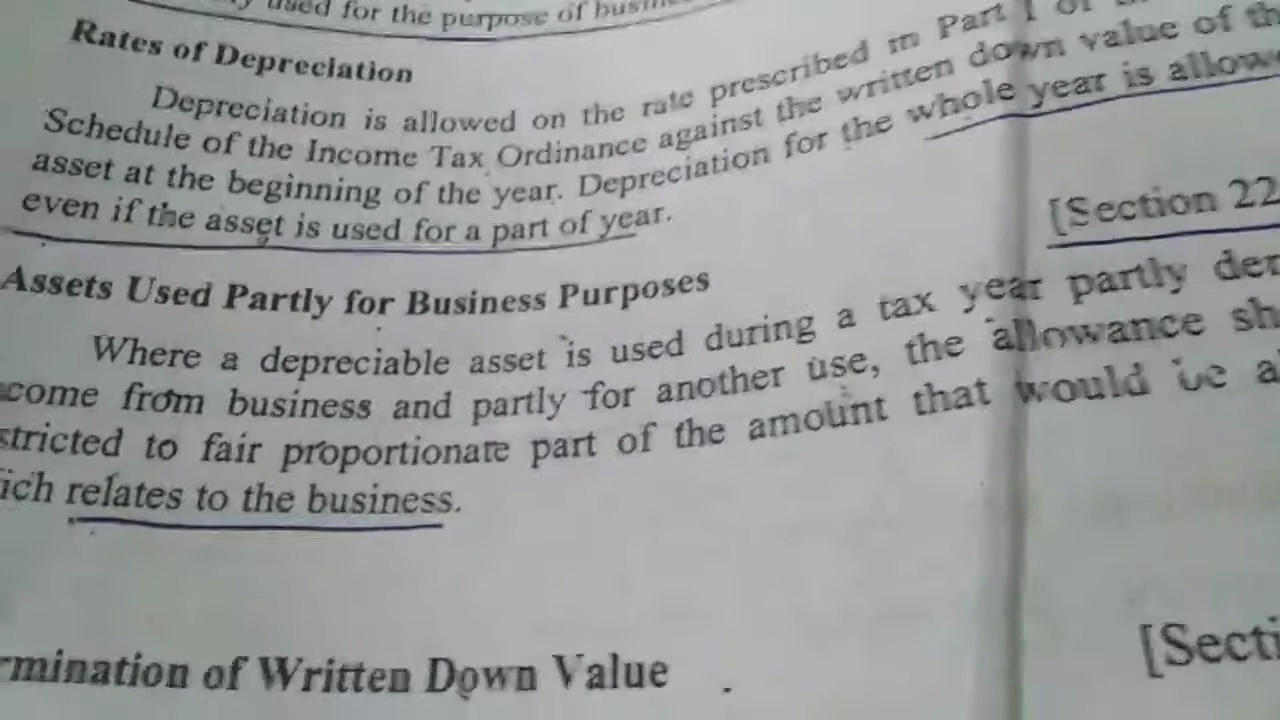 used for the purpose of
Rates of Depreciation
Depreciation is allowed on the rate prescribed in Part I of
Schedule of the Income Tax Ordinance against the written down value of
asset at the beginning of the year. Depreciation for the whole year is
even if the asset is used for a part of year.
[Section 22
Assets Used Partly for Business Purposes
Where a depreciable asset is used during a tax year partly
come from business and partly for another use, the allowance
stricted to fair proportionate part of the amount that would be
ich relates to the business.
rmination of Written Down Value
[Secti